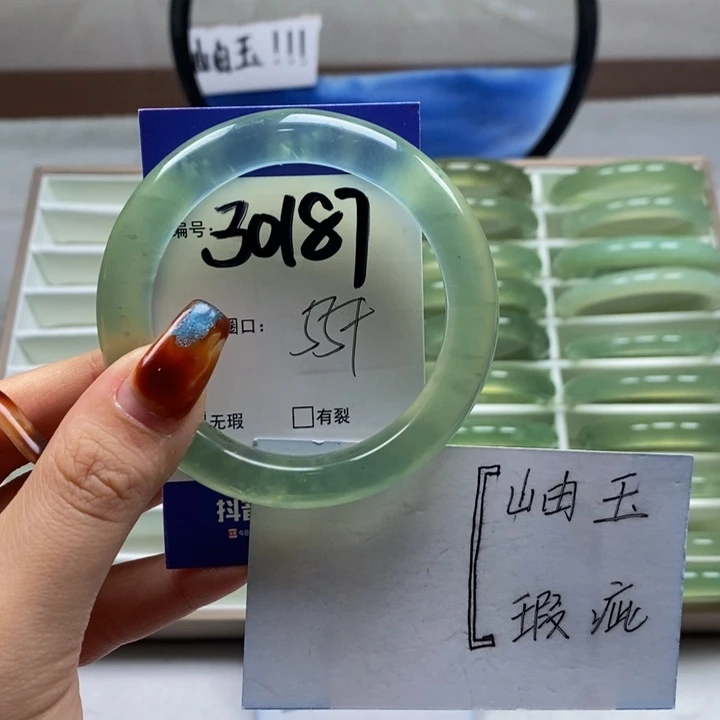 岫玉!!!
编号: 30187
圈口: 55+
无瑕 □有裂
抖音
岫玉
瑕疵